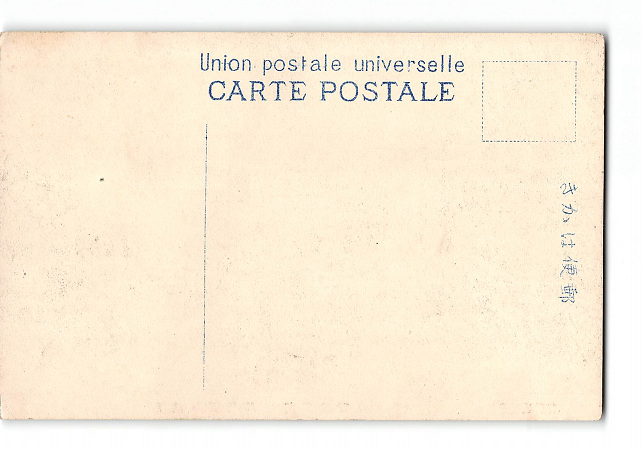 Union postale universelle
CARTE POSTALE
きかは便郵